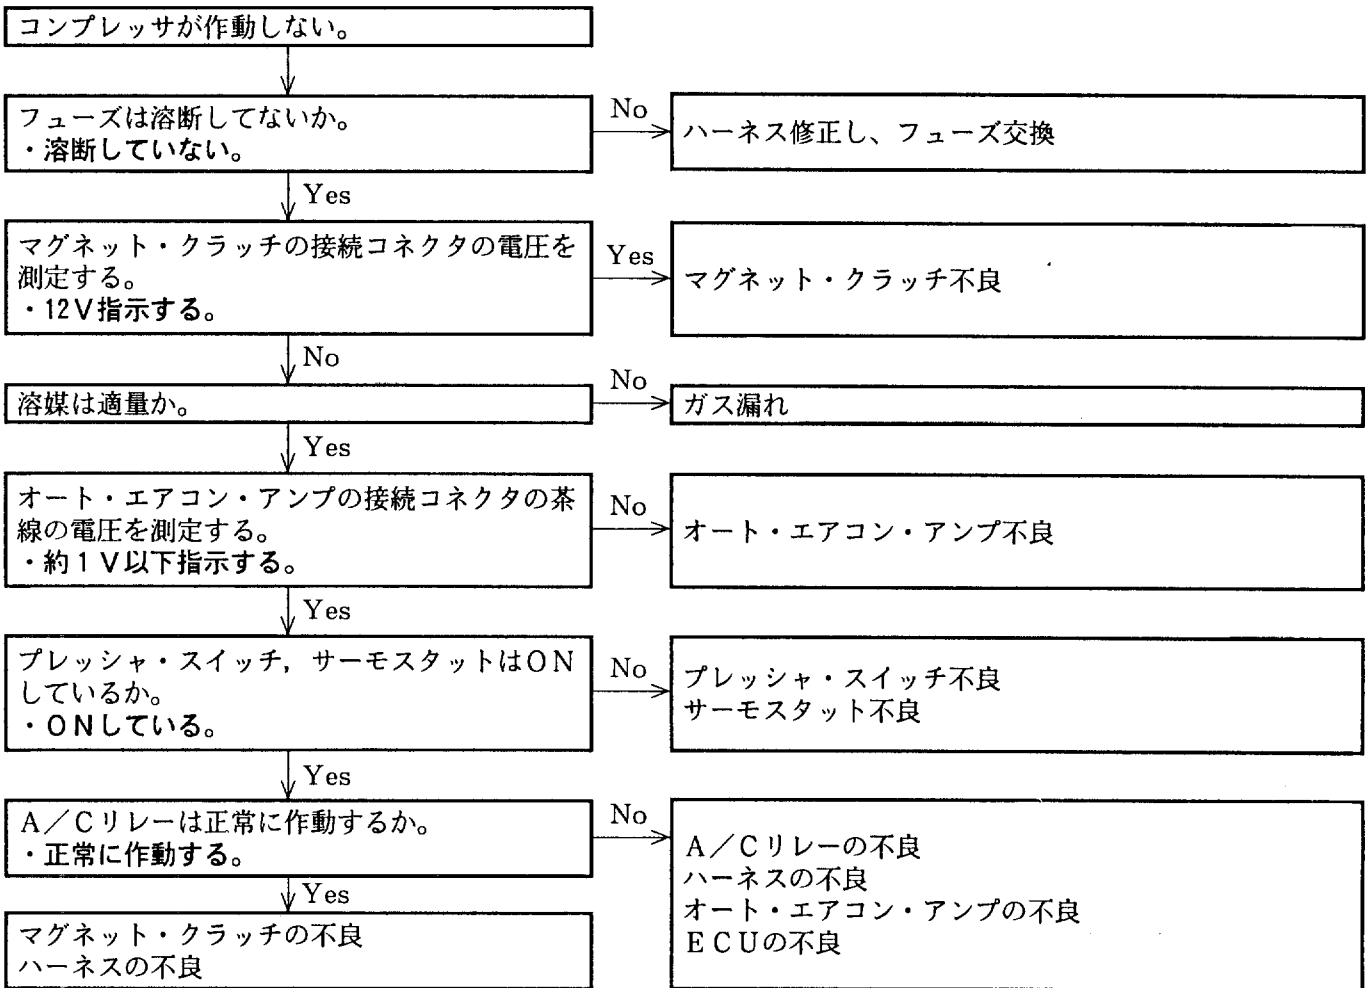 コンプレッサが作動しない。
フューズは溶断してないか。
・溶断していない。
No
ハーネス修正し、フューズ交換
Yes
マグネット・クラッチの接続コネクタの電圧を
測定する。
・12V指示する。
Yes
マグネット・クラッチ不良
No
溶媒は適量か。
No
ガス漏れ
Yes
オート・エアコン・アンプの接続コネクタの茶
線の電圧を測定する。
・約1V以下指示する。
No
オート・エアコン・アンプ不良
Yes
プレッシャ・スイッチ,サーモスタットはON
しているか。
・ONしている。
No
プレッシャ・スイッチ不良
サーモスタット不良
Yes
A/Cリレーは正常に作動するか。
・正常に作動する。
No
A/Cリレーの不良
ハーネスの不良
オート・エアコン・アンプの不良
ECUの不良
Yes
マグネット・クラッチの不良
ハーネスの不良